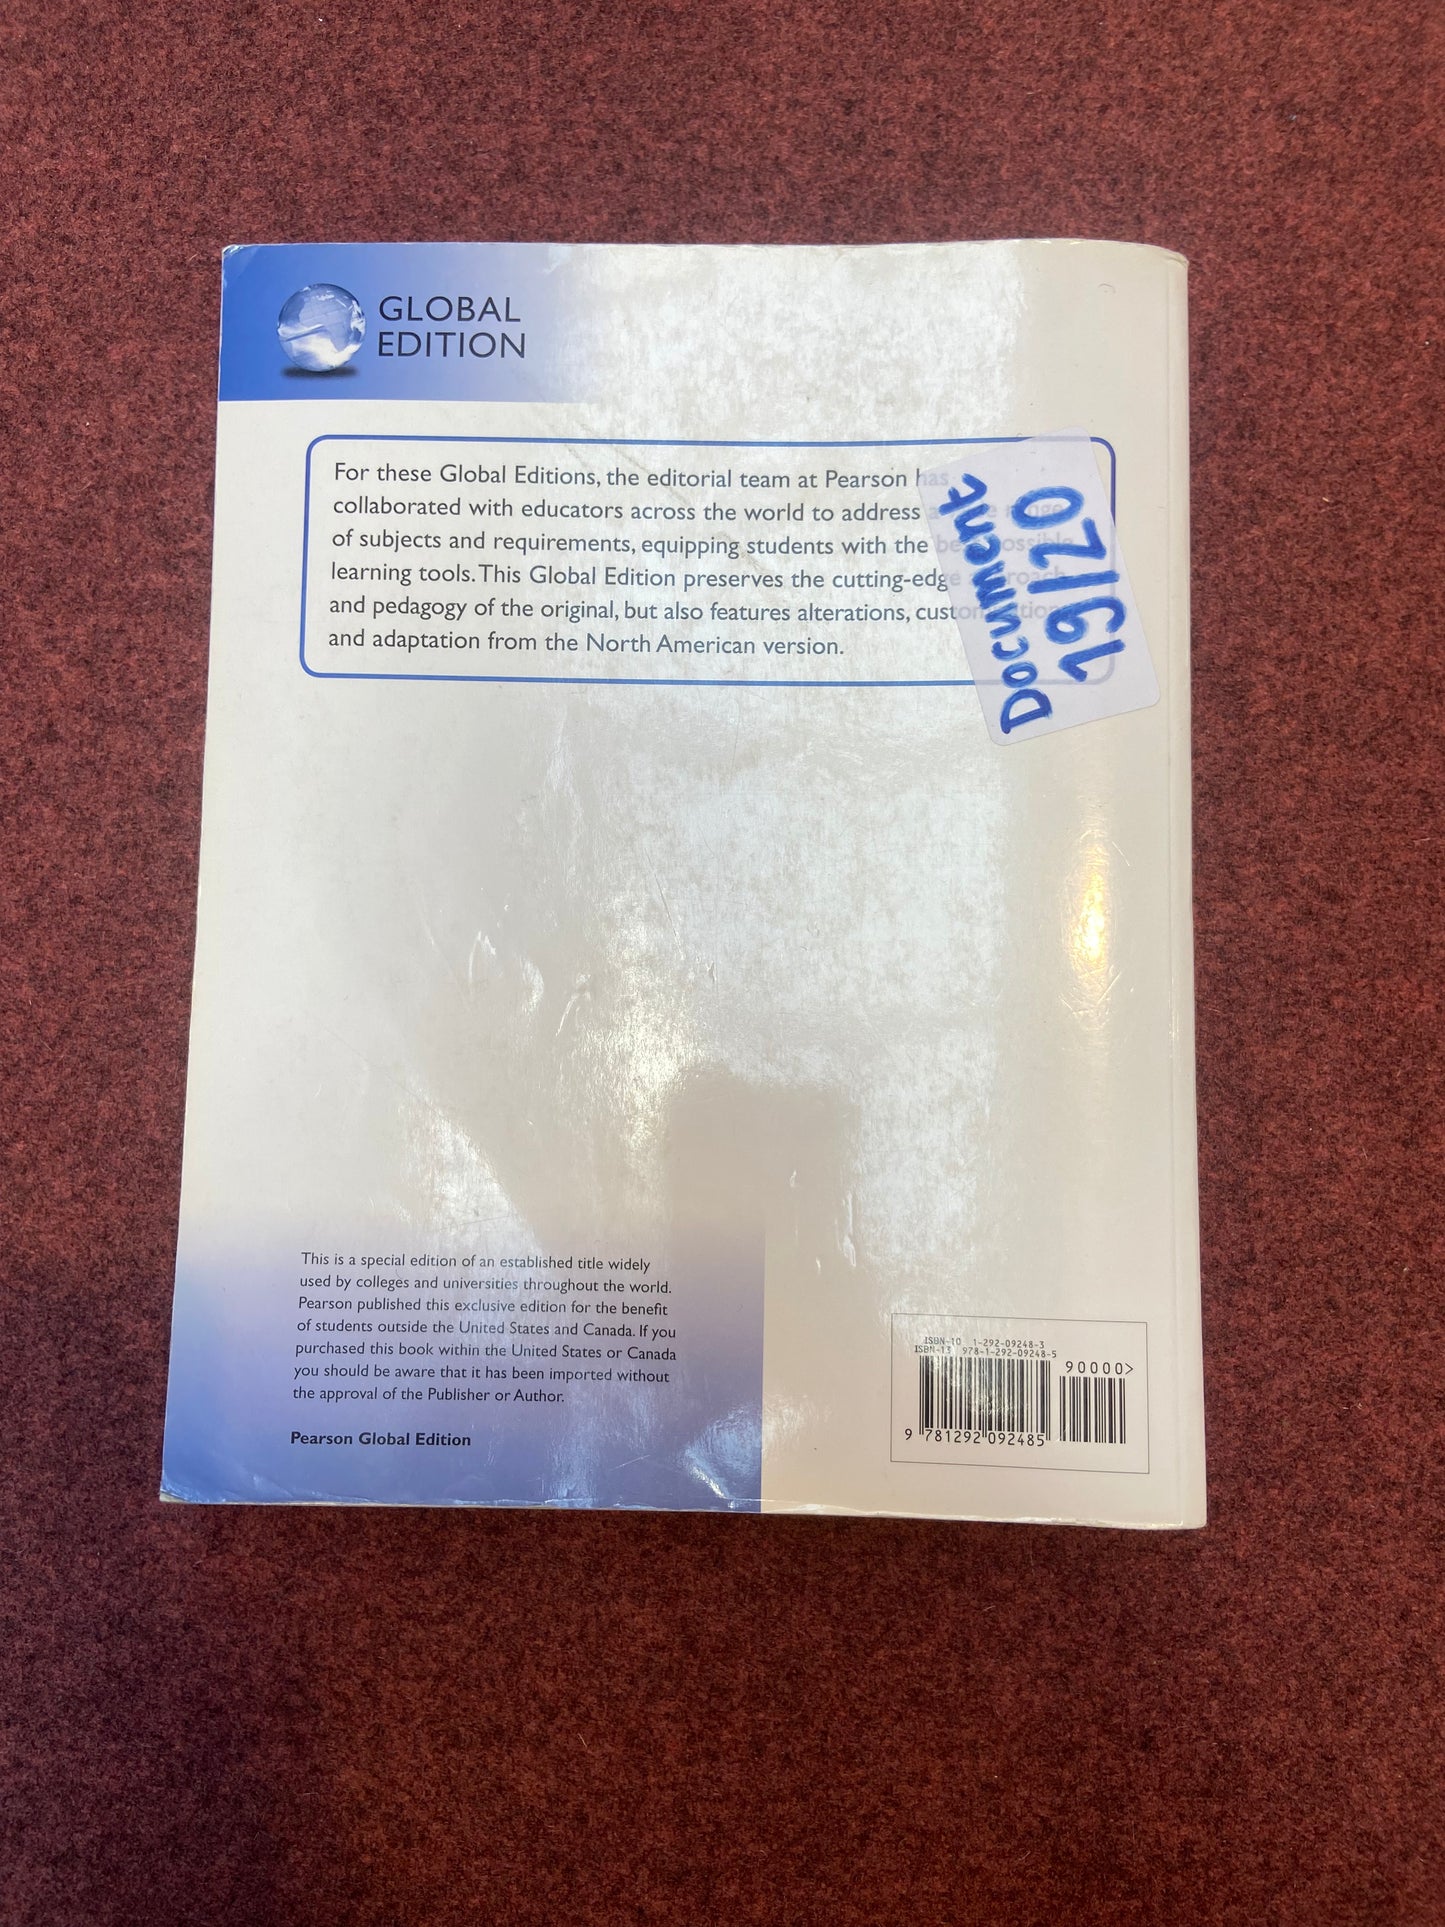 GLOBAL
EDITION
For these Global Editions, the editorial team at Pearson has
collaborated with educators across the world to address a range
of subjects and requirements, equipping students with the possible
learning tools. This Global Edition preserves the cutting-edge
and pedagogy of the original, but also features alterations,
and adaptation from the North American version.
Document
19/20
This is a special edition of an established title widely
used by colleges and universities throughout the world.
Pearson published this exclusive edition for the benefit
of students outside the United States and Canada. If you
purchased this book within the United States or Canada
you should be aware that it has been imported without
the approval of the Publisher or Author.
Pearson Global Edition
ISBN-10 1-292-09248-3
ISBN-13 978-1-292-09248-5
90000>
9 781292 092485